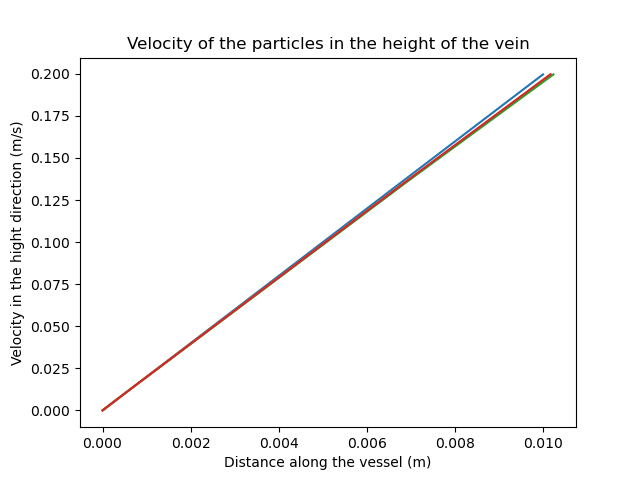 Velocity of the particles in the height of the vein
0.200
0.175
0.150
0.125
0.100
0.075
0.050
0.025
0.000
Velocity in the hight direction (m/s)
0.000 0.002 0.004 0.006 0.008 0.010
Distance along the vessel (m)